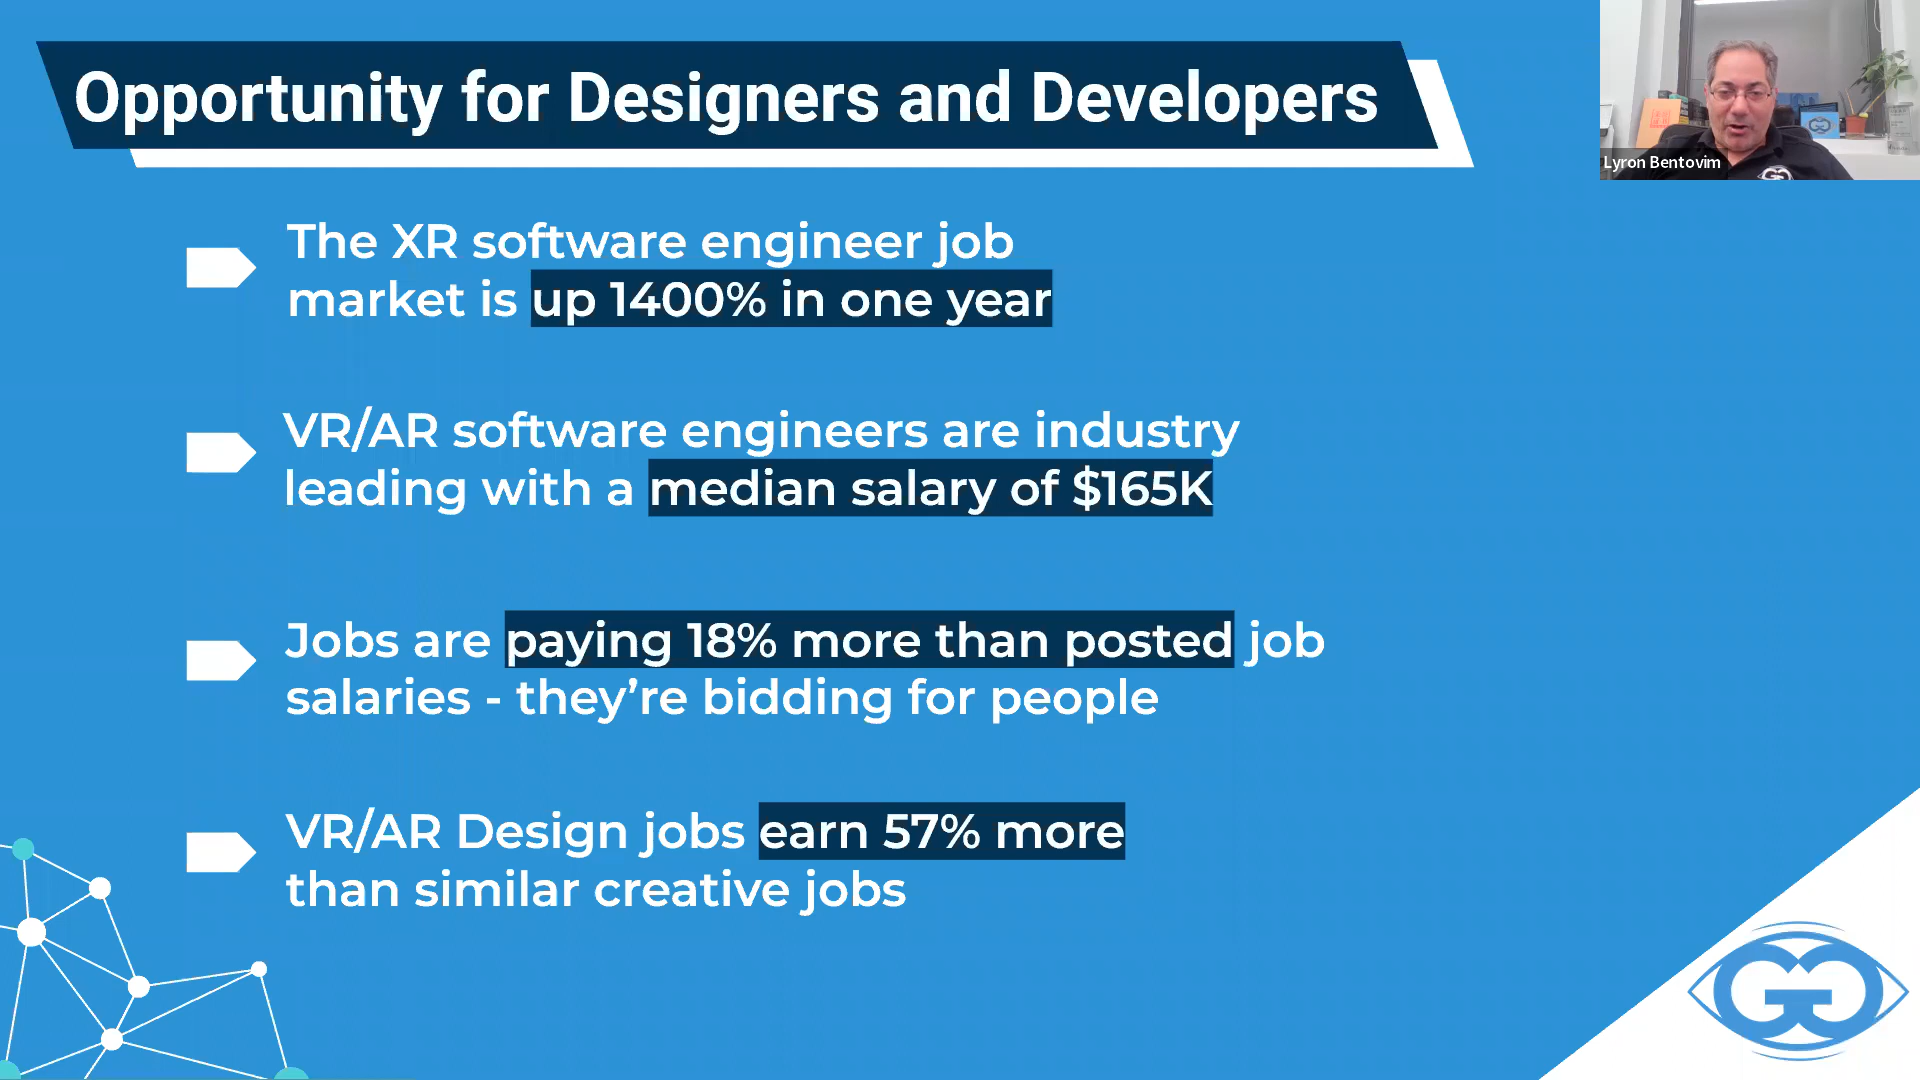 Opportunity for Designers and Developers
Lyron Bentovim
The XR software engineer job
market is up 1400% in one year
VR/AR software engineers are industry
leading with a median salary of $165K
Jobs are paying 18% more than posted job
salaries - they’re bidding for people
VR/AR Design jobs earn 57% more
than similar creative jobs